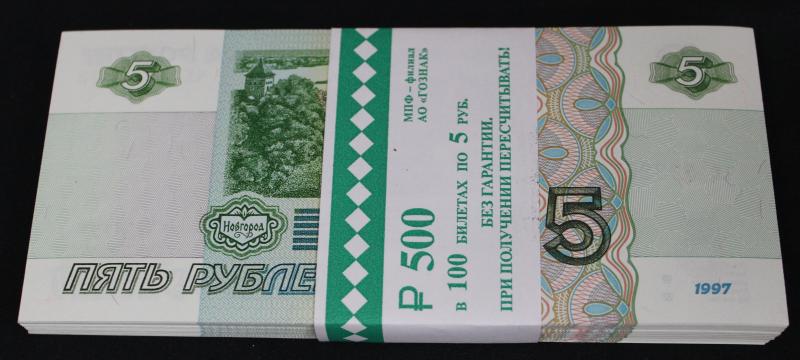 5
5
Новгород
ПЯТЬ РУБЛЕ
МПФ – филиал
АО «ГОЗНАК»
₽ 500
в 100 БИЛЕТАХ ПО 5 РУБ.
БЕЗ ГАРАНТИИ.
ПРИ ПОЛУЧЕНИИ ПЕРЕСЧИТЫВАТЬ!
5
1997